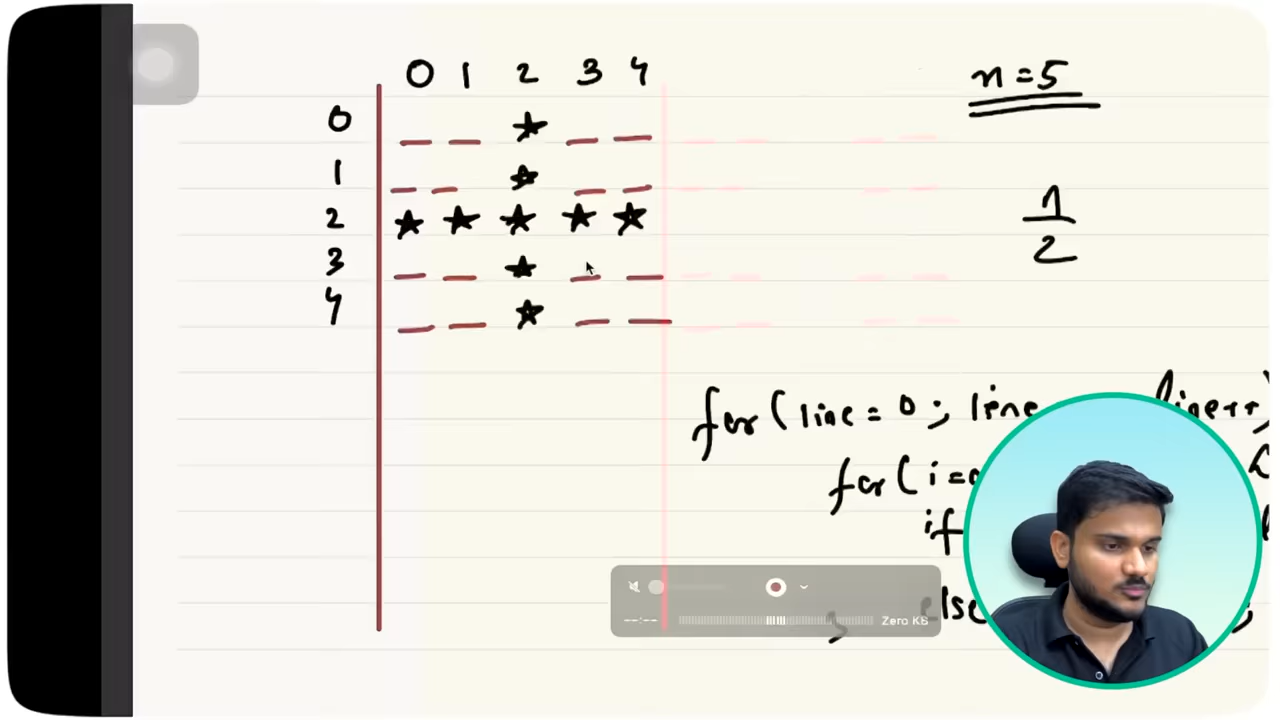 0 1 2 3 4
n = 5
0 — — ★ — —
1 — — ★ — —
2 ★ ★ ★ ★ ★
3 — — ★ — —
4 — — ★ — —
1
2
for ( line = 0 ; line line++)
for ( i =
if
} else ;
--:-- Zero KB